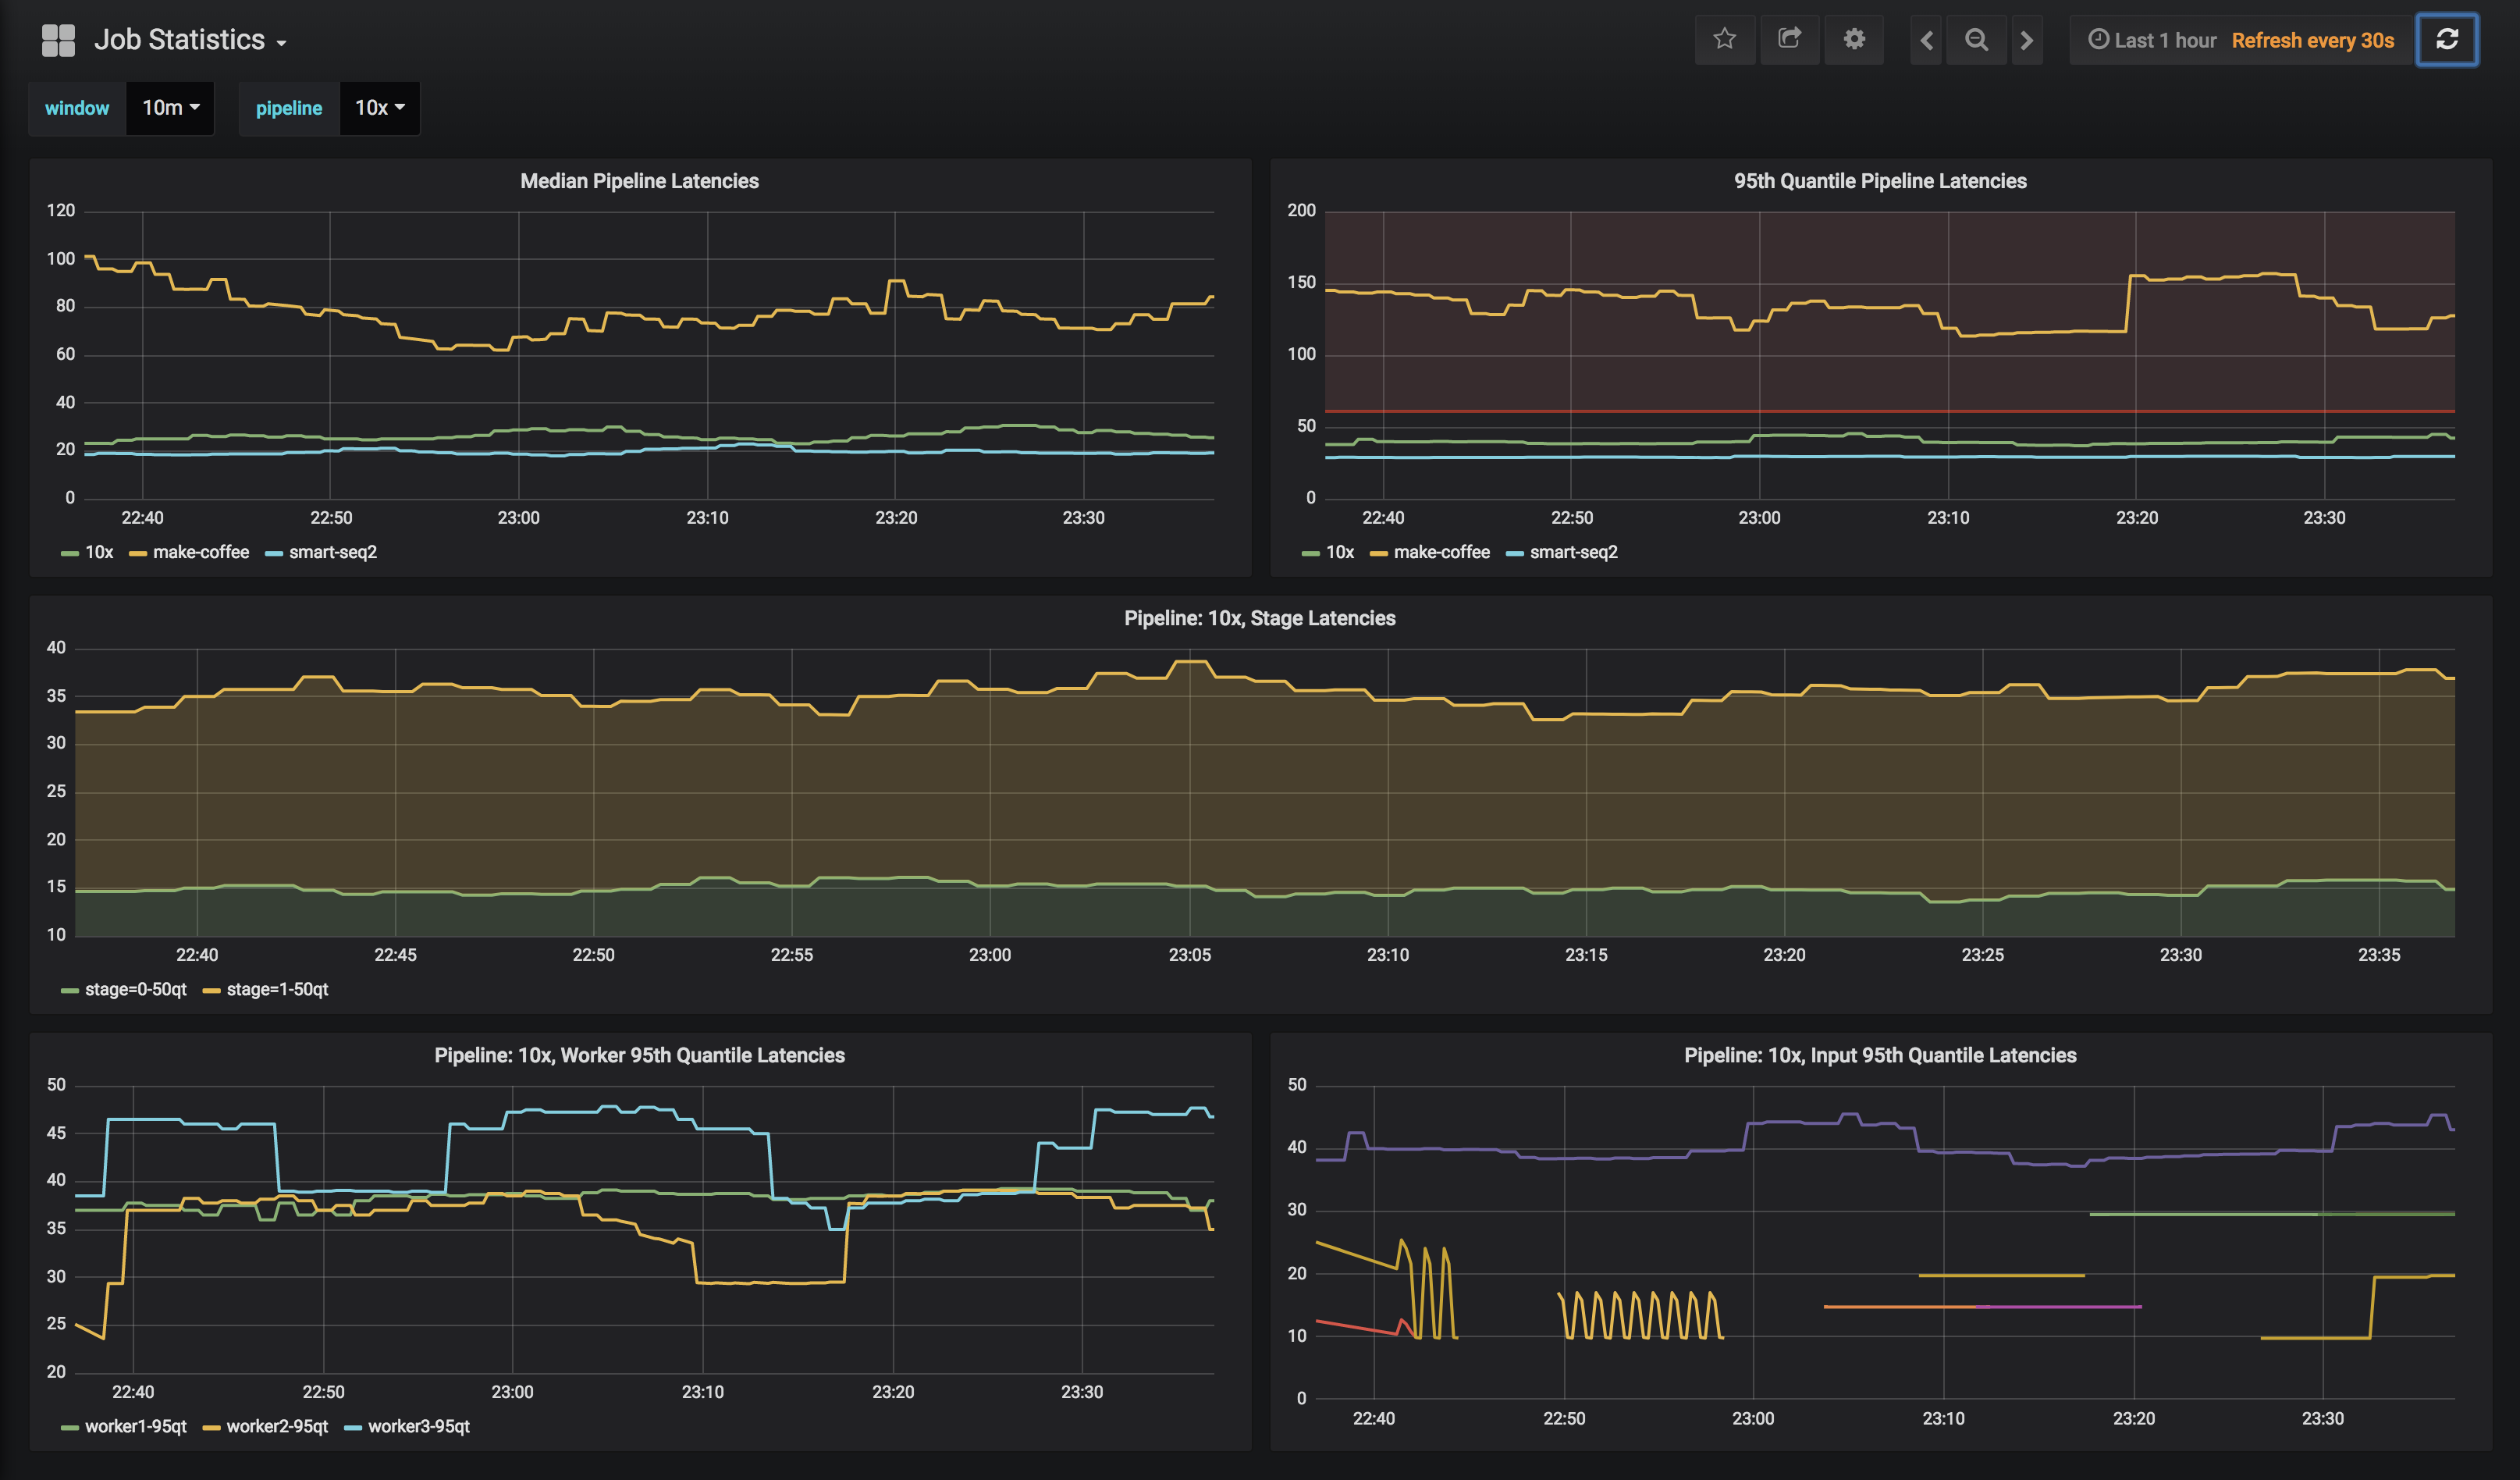 Job Statistics
Last 1 hour Refresh every 30s
window 10m pipeline 10x
Median Pipeline Latencies
120
100
80
60
40
20
0
22:40 22:50 23:00 23:10 23:20 23:30
10x make-coffee smart-seq2
95th Quantile Pipeline Latencies
200
150
100
50
0
22:40 22:50 23:00 23:10 23:20 23:30
10x make-coffee smart-seq2
Pipeline: 10x, Stage Latencies
40
35
30
25
20
15
10
22:40 22:45 22:50 22:55 23:00 23:05 23:10 23:15 23:20 23:25 23:30 23:35
stage=0-50qt stage=1-50qt
Pipeline: 10x, Worker 95th Quantile Latencies
50
45
40
35
30
25
20
22:40 22:50 23:00 23:10 23:20 23:30
worker1-95qt worker2-95qt worker3-95qt
Pipeline: 10x, Input 95th Quantile Latencies
50
40
30
20
10
0
22:40 22:50 23:00 23:10 23:20 23:30